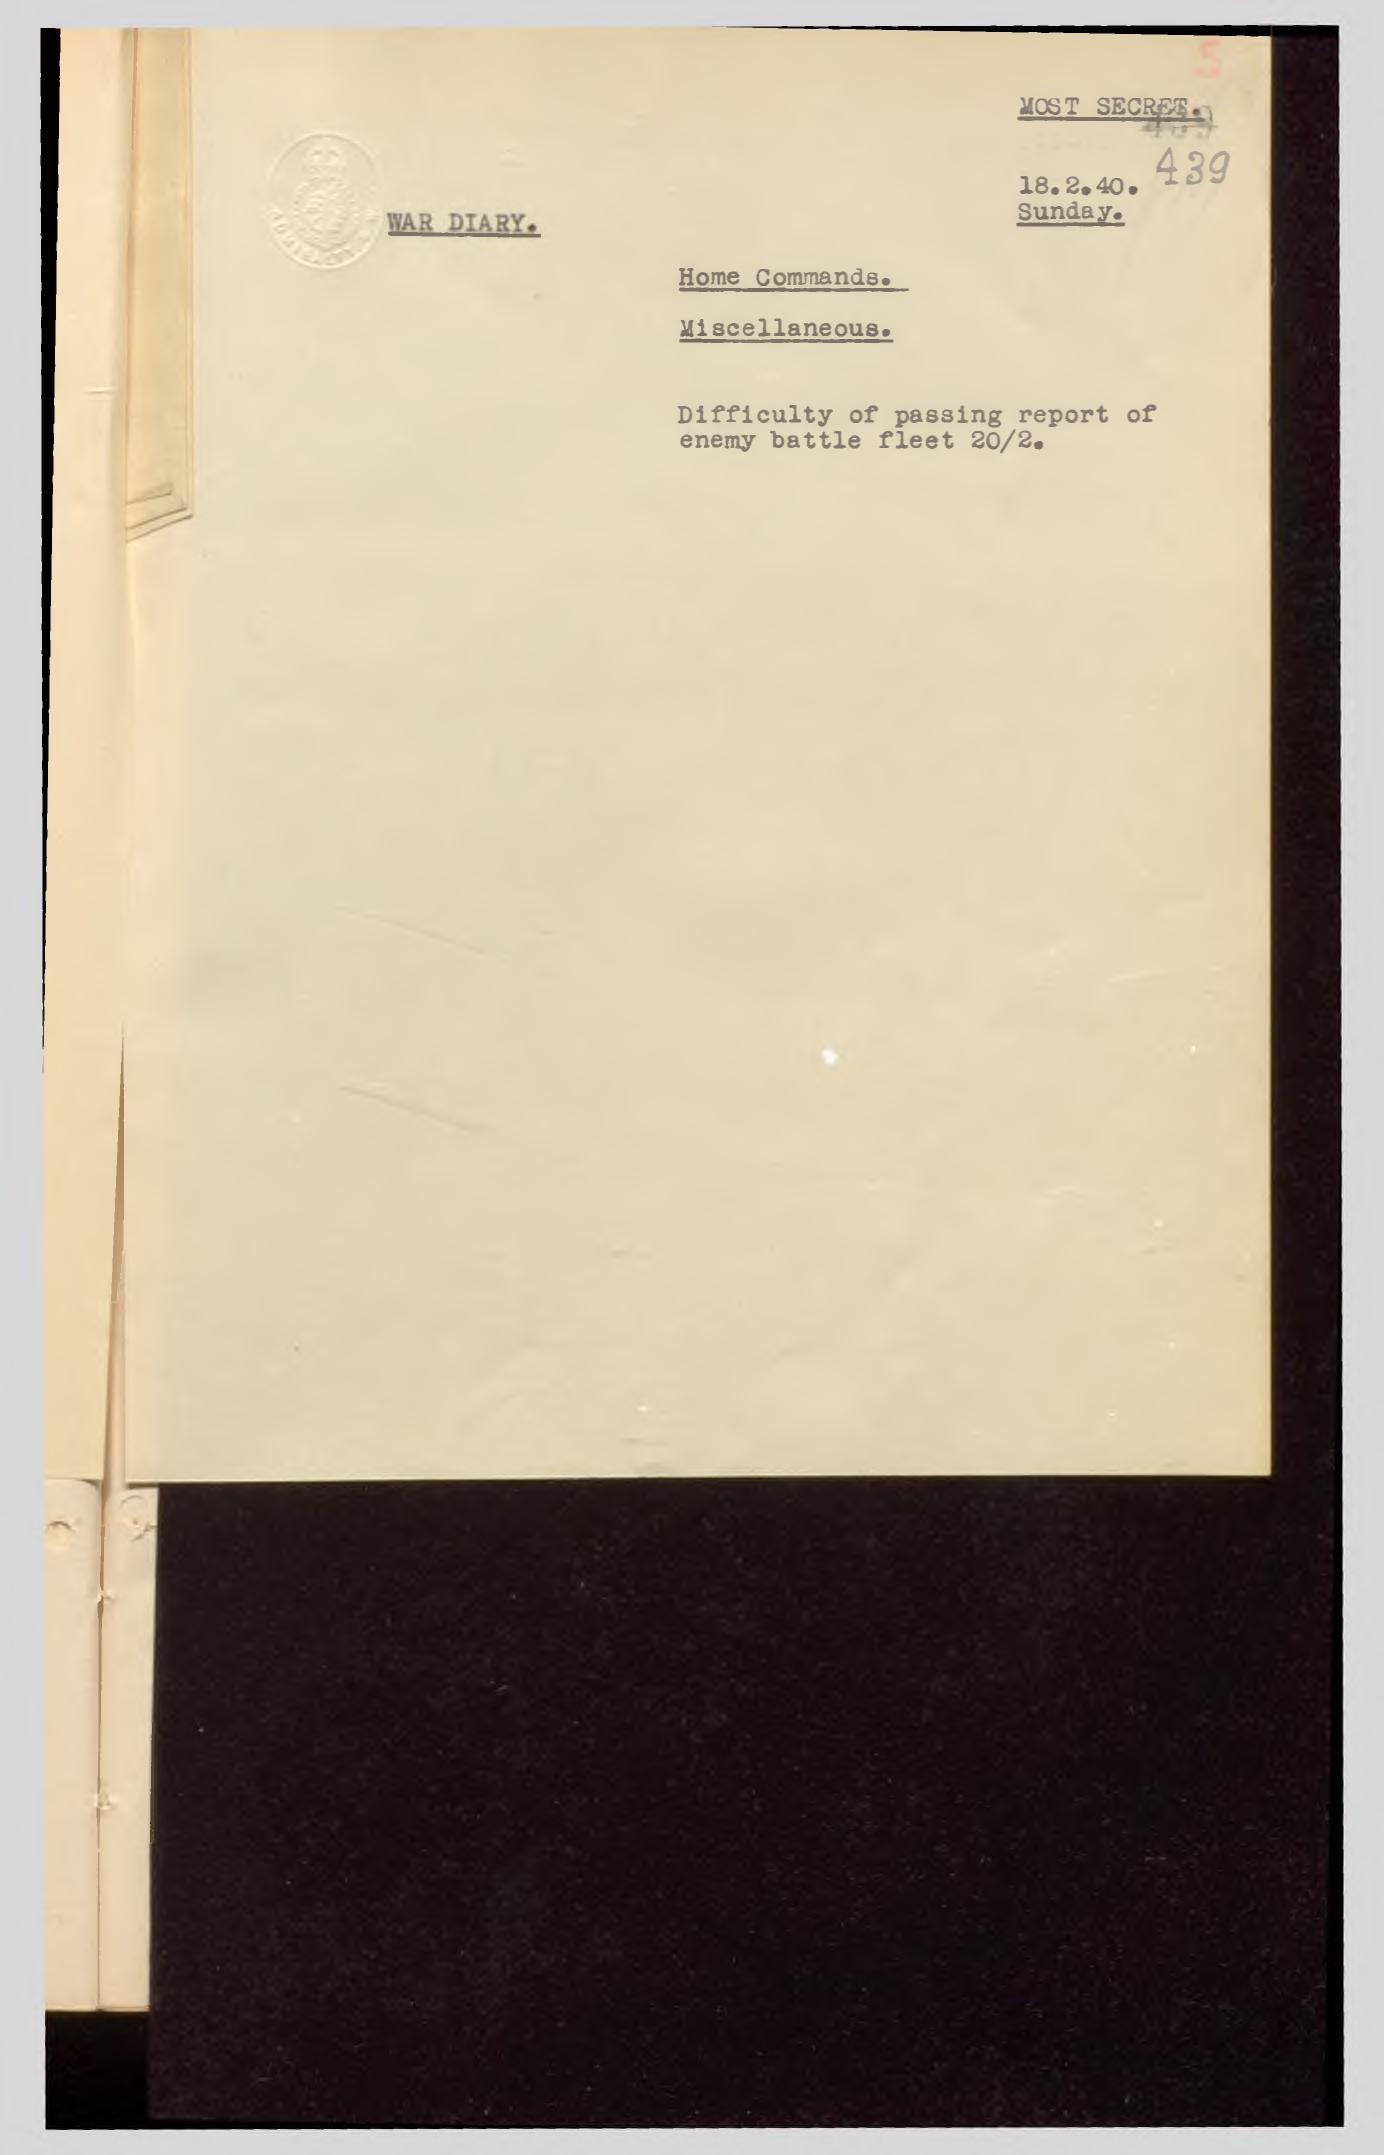 5
MOST SECRET.
439
18.2.40.
Sunday.
WAR DIARY.
Home Commands.
Miscellaneous.
Difficulty of passing report of
enemy battle fleet 20/2.